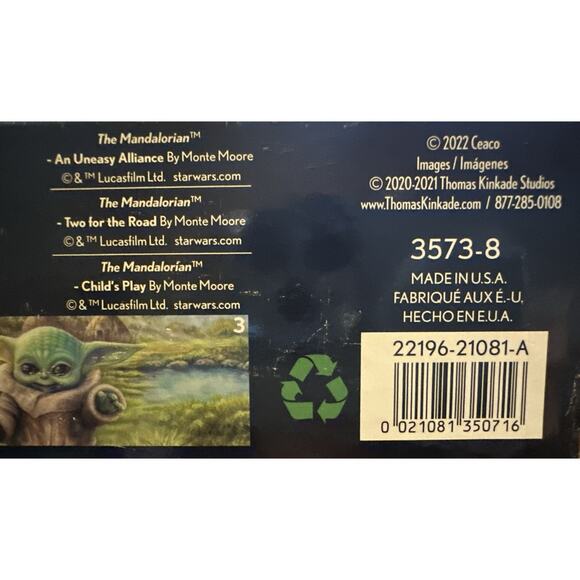 The Mandalorian™
- An Uneasy Alliance By Monte Moore
© & ™ Lucasfilm Ltd. starwars.com
The Mandalorian™
- Two for the Road By Monte Moore
© & ™ Lucasfilm Ltd. starwars.com
The Mandalorian™
- Child's Play By Monte Moore
© & ™ Lucasfilm Ltd. starwars.com
3
© 2022 Ceaco
Images / Imágenes
© 2020-2021 Thomas Kinkade Studios
www.ThomasKinkade.com / 877-285-0108
3573-8
MADE IN U.S.A.
FABRIQUÉ AUX É.-U.
HECHO EN E.U.A.
22196-21081-A
0 021081 350716